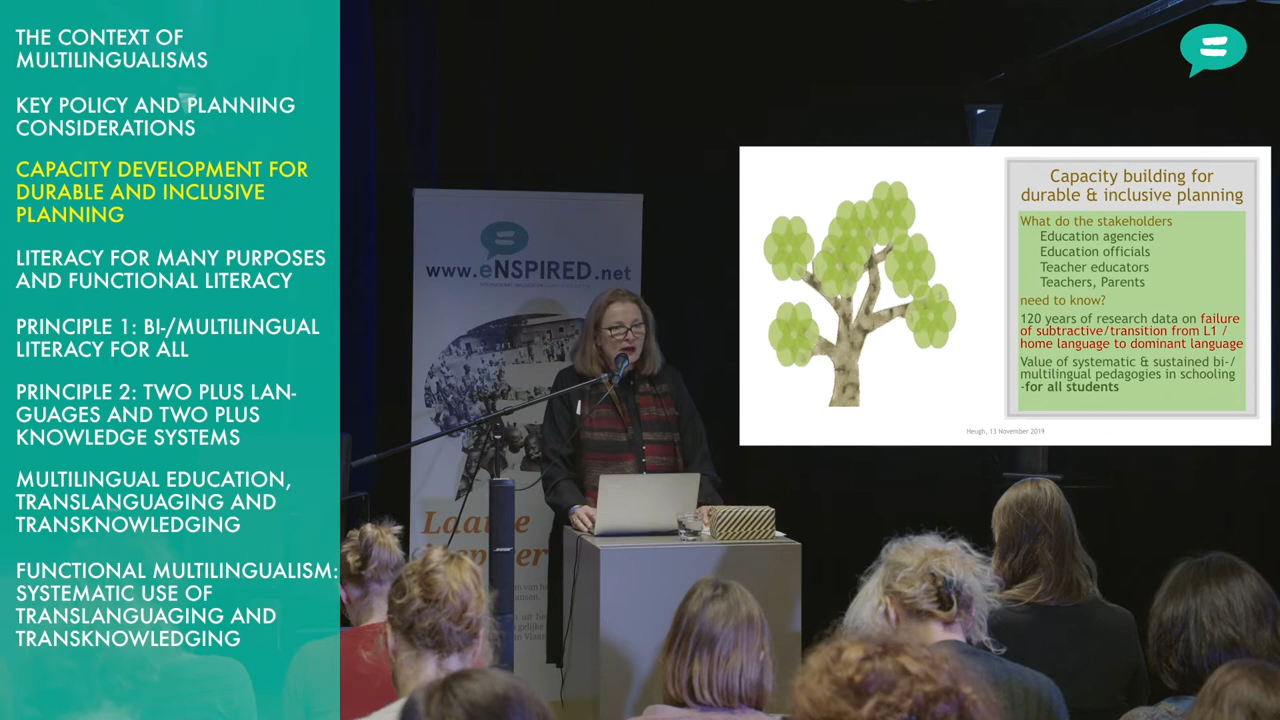 THE CONTEXT OF
MULTILINGUALISMS
KEY POLICY AND PLANNING
CONSIDERATIONS
CAPACITY DEVELOPMENT FOR
DURABLE AND INCLUSIVE
PLANNING
LITERACY FOR MANY PURPOSES
AND FUNCTIONAL LITERACY
PRINCIPLE 1: BI-/MULTILINGUAL
LITERACY FOR ALL
PRINCIPLE 2: TWO PLUS LAN-
GUAGES AND TWO PLUS
KNOWLEDGE SYSTEMS
MULTILINGUAL EDUCATION,
TRANSLANGUAGING AND
TRANSKNOWLEDGING
FUNCTIONAL MULTILINGUALISM:
SYSTEMATIC USE OF
TRANSLANGUAGING AND
TRANSKNOWLEDGING
www.eNSPIRED.net
Capacity building for
durable & inclusive planning
What do the stakeholders
Education agencies
Education officials
Teacher educators
Teachers, Parents
need to know?
120 years of research data on failure
of subtractive/transition from L1 /
home language to dominant language
Value of systematic & sustained bi-/
multilingual pedagogies in schooling
-for all students
Heugh, 13 November 2019